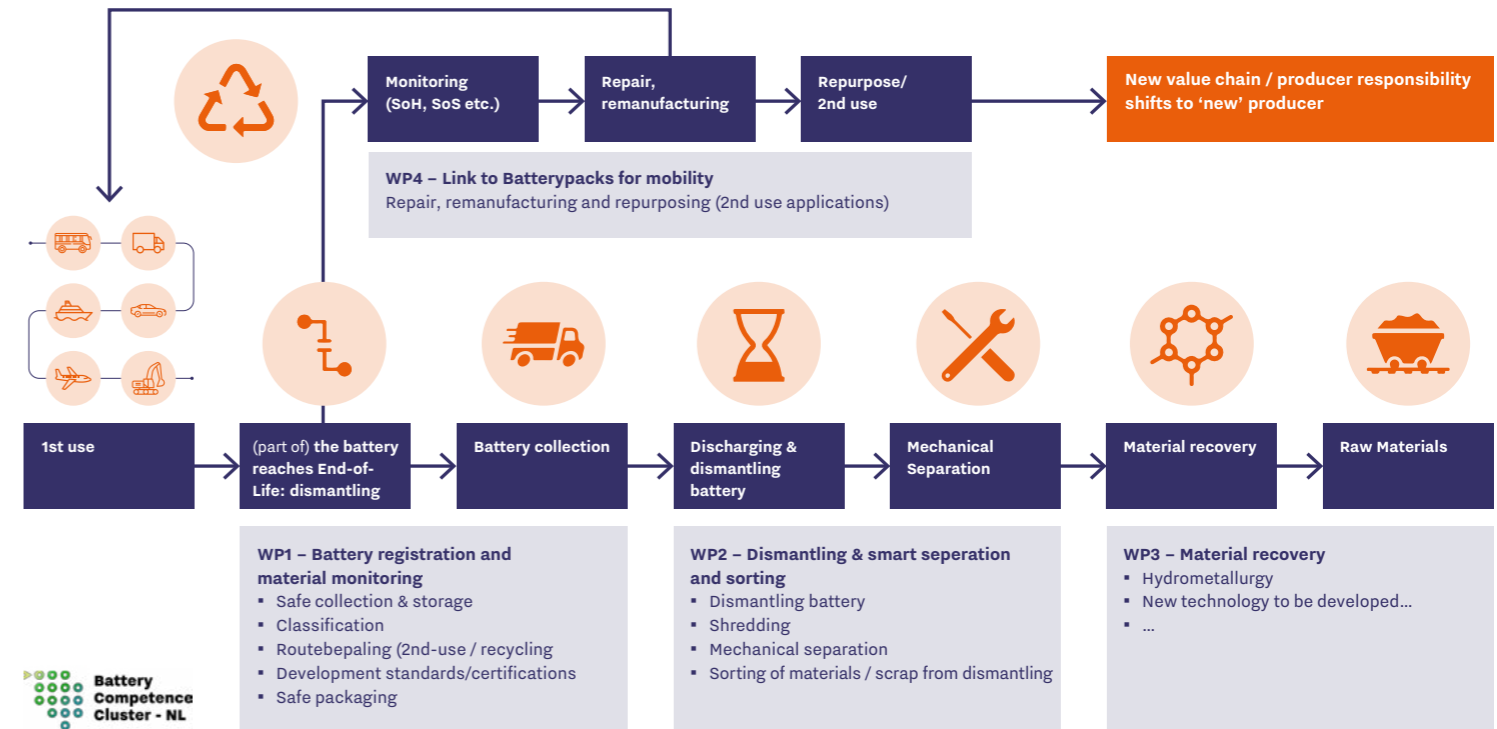 Monitoring
(SoH, SoS etc.)
Repair,
remanufacturing
Repurpose/
2nd use
New value chain / producer responsibility
shifts to ‘new’ producer
WP4 – Link to Batterypacks for mobility
Repair, remanufacturing and repurposing (2nd use applications)
1st use
(part of) the battery
reaches End-of-
Life: dismantling
Battery collection
Discharging &
dismantling
battery
Mechanical
Separation
Material recovery
Raw Materials
WP1 – Battery registration and
material monitoring
▪ Safe collection & storage
▪ Classification
▪ Routebepaling (2nd-use / recycling
▪ Development standards/certifications
▪ Safe packaging
WP2 – Dismantling & smart seperation
and sorting
▪ Dismantling battery
▪ Shredding
▪ Mechanical separation
▪ Sorting of materials / scrap from dismantling
WP3 – Material recovery
▪ Hydrometallurgy
▪ New technology to be developed...
▪ ...
Battery
Competence
Cluster - NL